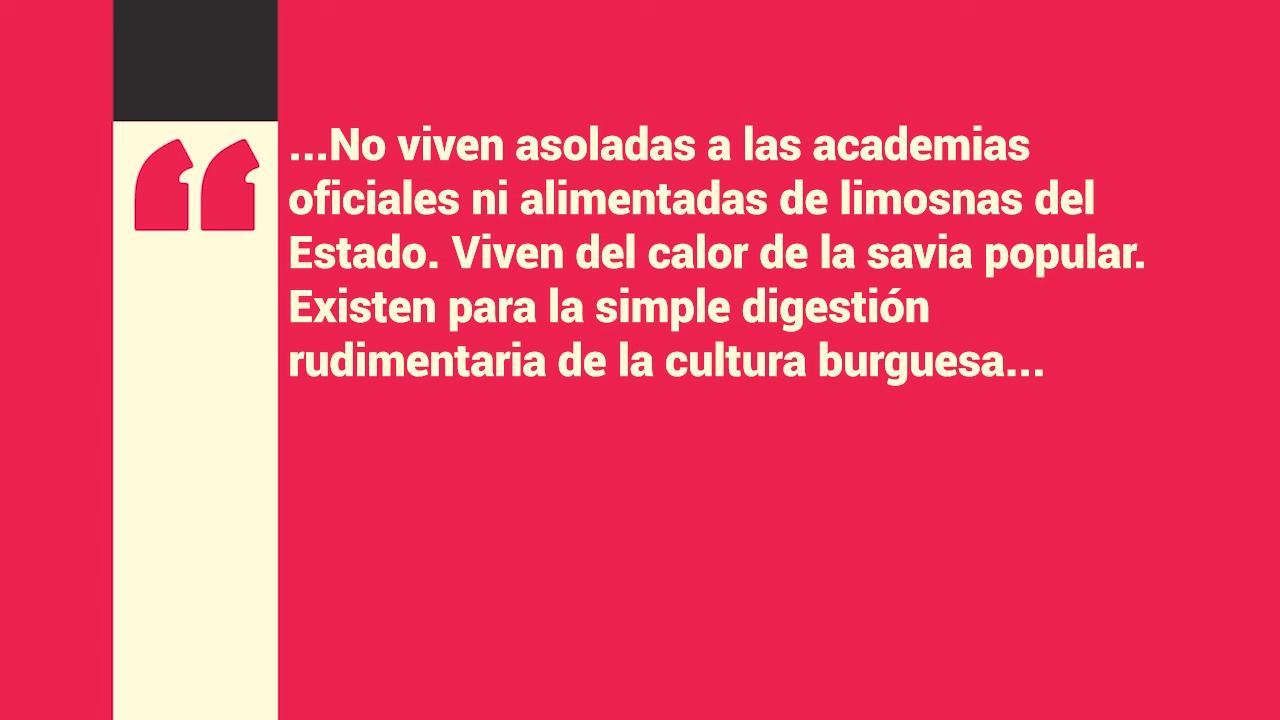 ...No viven asoladas a las academias
oficiales ni alimentadas de limosnas del
Estado. Viven del calor de la savia popular.
Existen para la simple digestión
rudimentaria de la cultura burguesa...